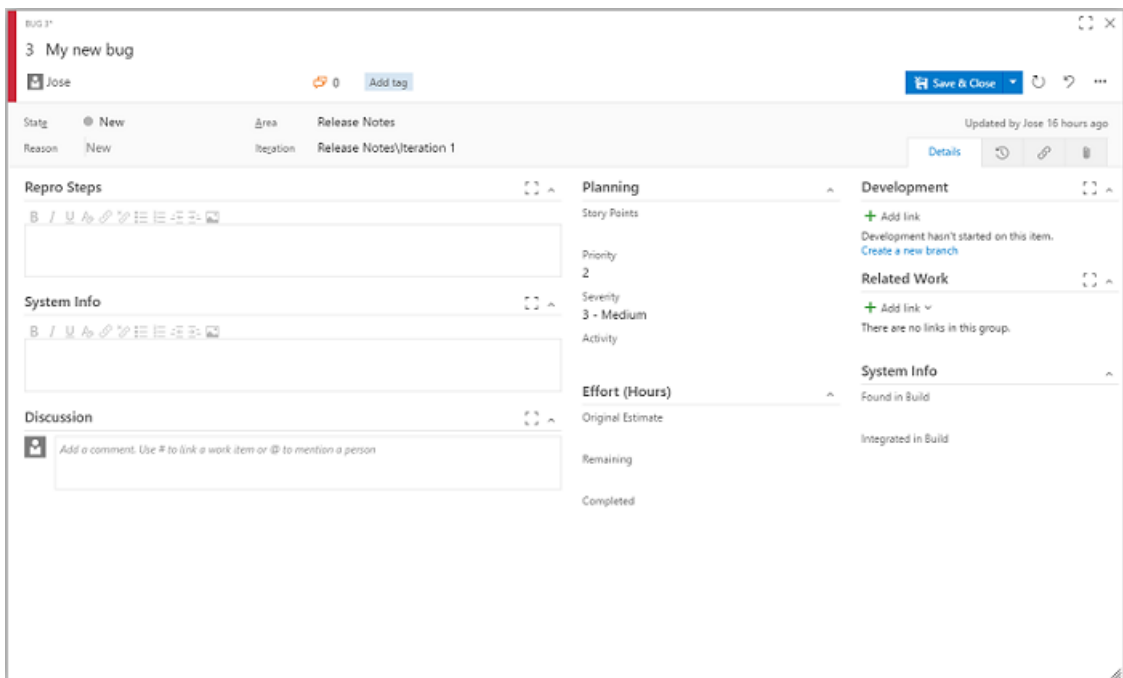 BUG 3*
3 My new bug
Jose
0
Add tag
Save & Close
State
New
Area
Release Notes
Updated by Jose 16 hours ago
Reason
New
Iteration
Release Notes\Iteration 1
Details
Repro Steps
B I U
System Info
B I U
Discussion
Add a comment. Use # to link a work item or @ to mention a person
Planning
Story Points
Priority
2
Severity
3 - Medium
Activity
Effort (Hours)
Original Estimate
Remaining
Completed
Development
Add link
Development hasn't started on this item.
Create a new branch
Related Work
Add link
There are no links in this group.
System Info
Found in Build
Integrated in Build